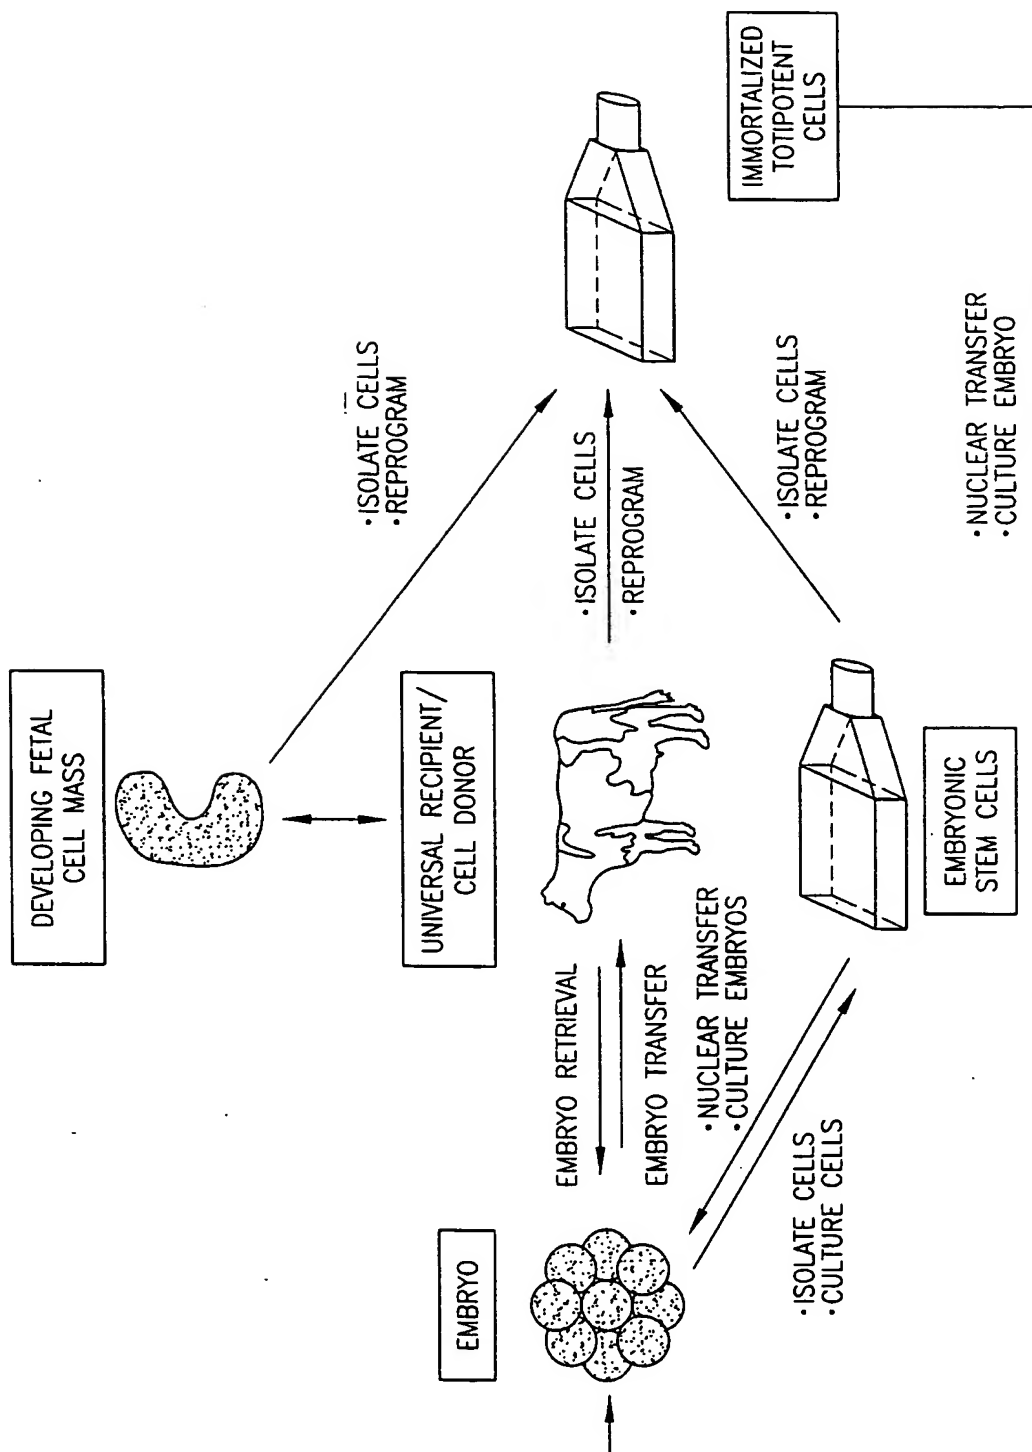 DEVELOPING FETAL
CELL MASS
• ISOLATE CELLS
• REPROGRAM
UNIVERSAL RECIPIENT/
CELL DONOR
EMBRYO
EMBRYO RETRIEVAL
EMBRYO TRANSFER
• ISOLATE CELLS
• REPROGRAM
• NUCLEAR TRANSFER
• CULTURE EMBRYOS
• ISOLATE CELLS
• REPROGRAM
IMMORTALIZED
TOTIPOTENT
CELLS
• ISOLATE CELLS
• CULTURE CELLS
EMBRYONIC
STEM CELLS
• NUCLEAR TRANSFER
• CULTURE EMBRYO